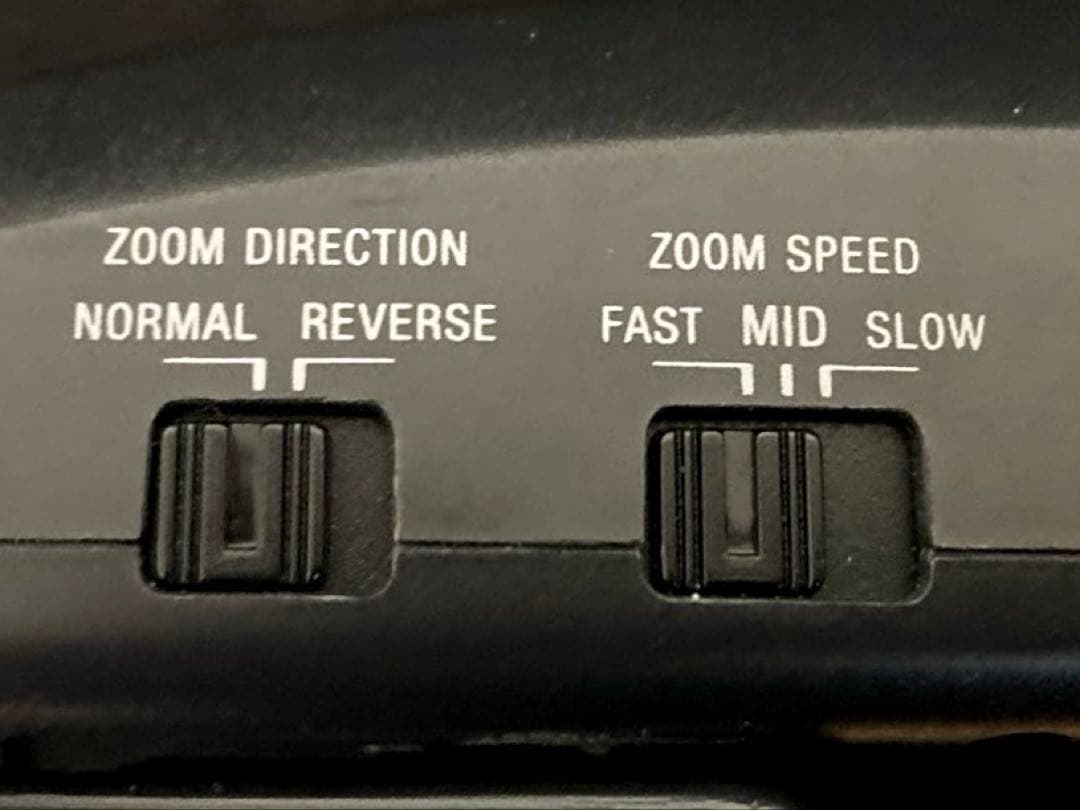 ZOOM DIRECTION
NORMAL REVERSE
ZOOM SPEED
FAST MID SLOW